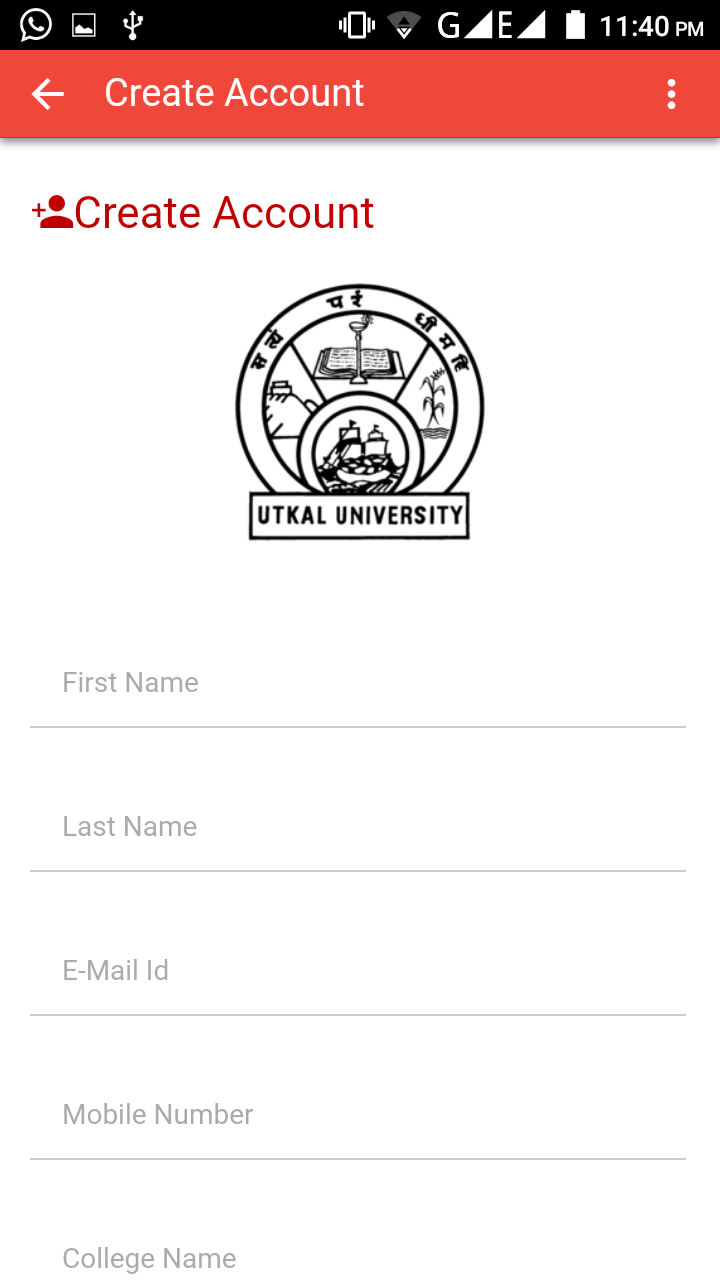 G E 11:40 PM
Create Account
+Create Account
सत्यं परं धीमहि
UTKAL UNIVERSITY
First Name
Last Name
E-Mail Id
Mobile Number
College Name